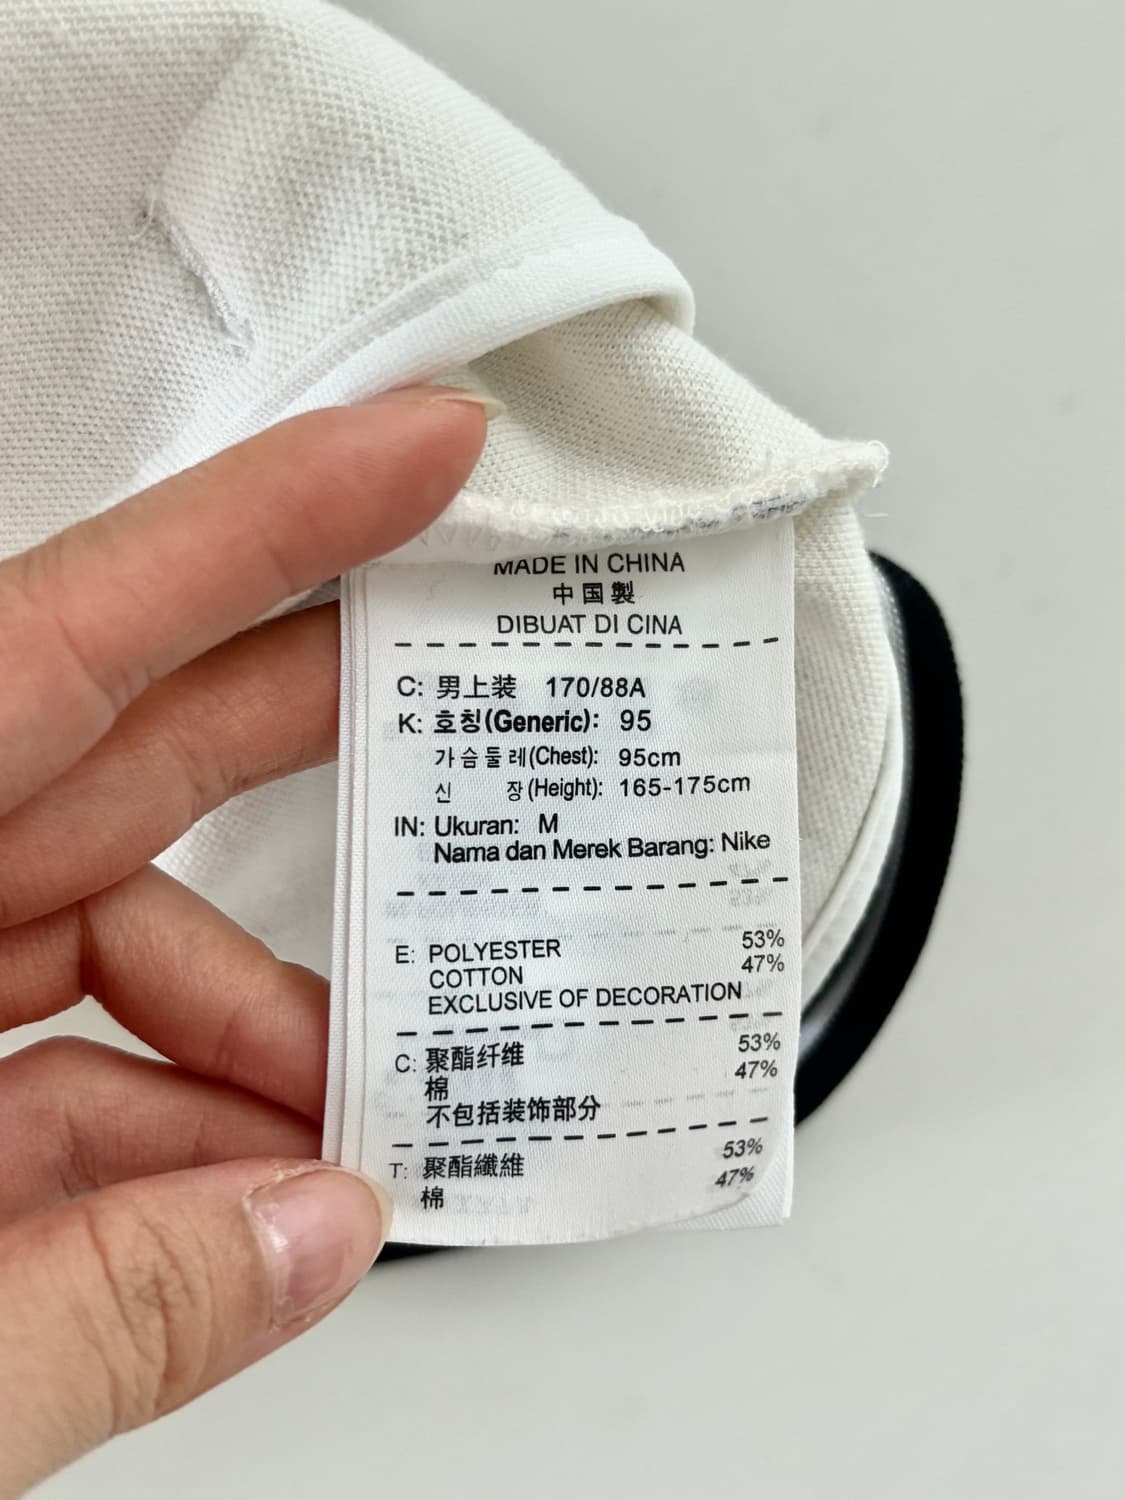 MADE IN CHINA
中国製
DIBUAT DI CINA
C: 男上装 170/88A
K: 호칭(Generic): 95
가슴둘레(Chest): 95cm
신 장(Height): 165-175cm
IN: Ukuran: M
Nama dan Merek Barang: Nike
E: POLYESTER 53%
COTTON 47%
EXCLUSIVE OF DECORATION
C: 聚酯纤维 53%
棉 47%
不包括装饰部分
T: 聚酯纖維 53%
棉 47%